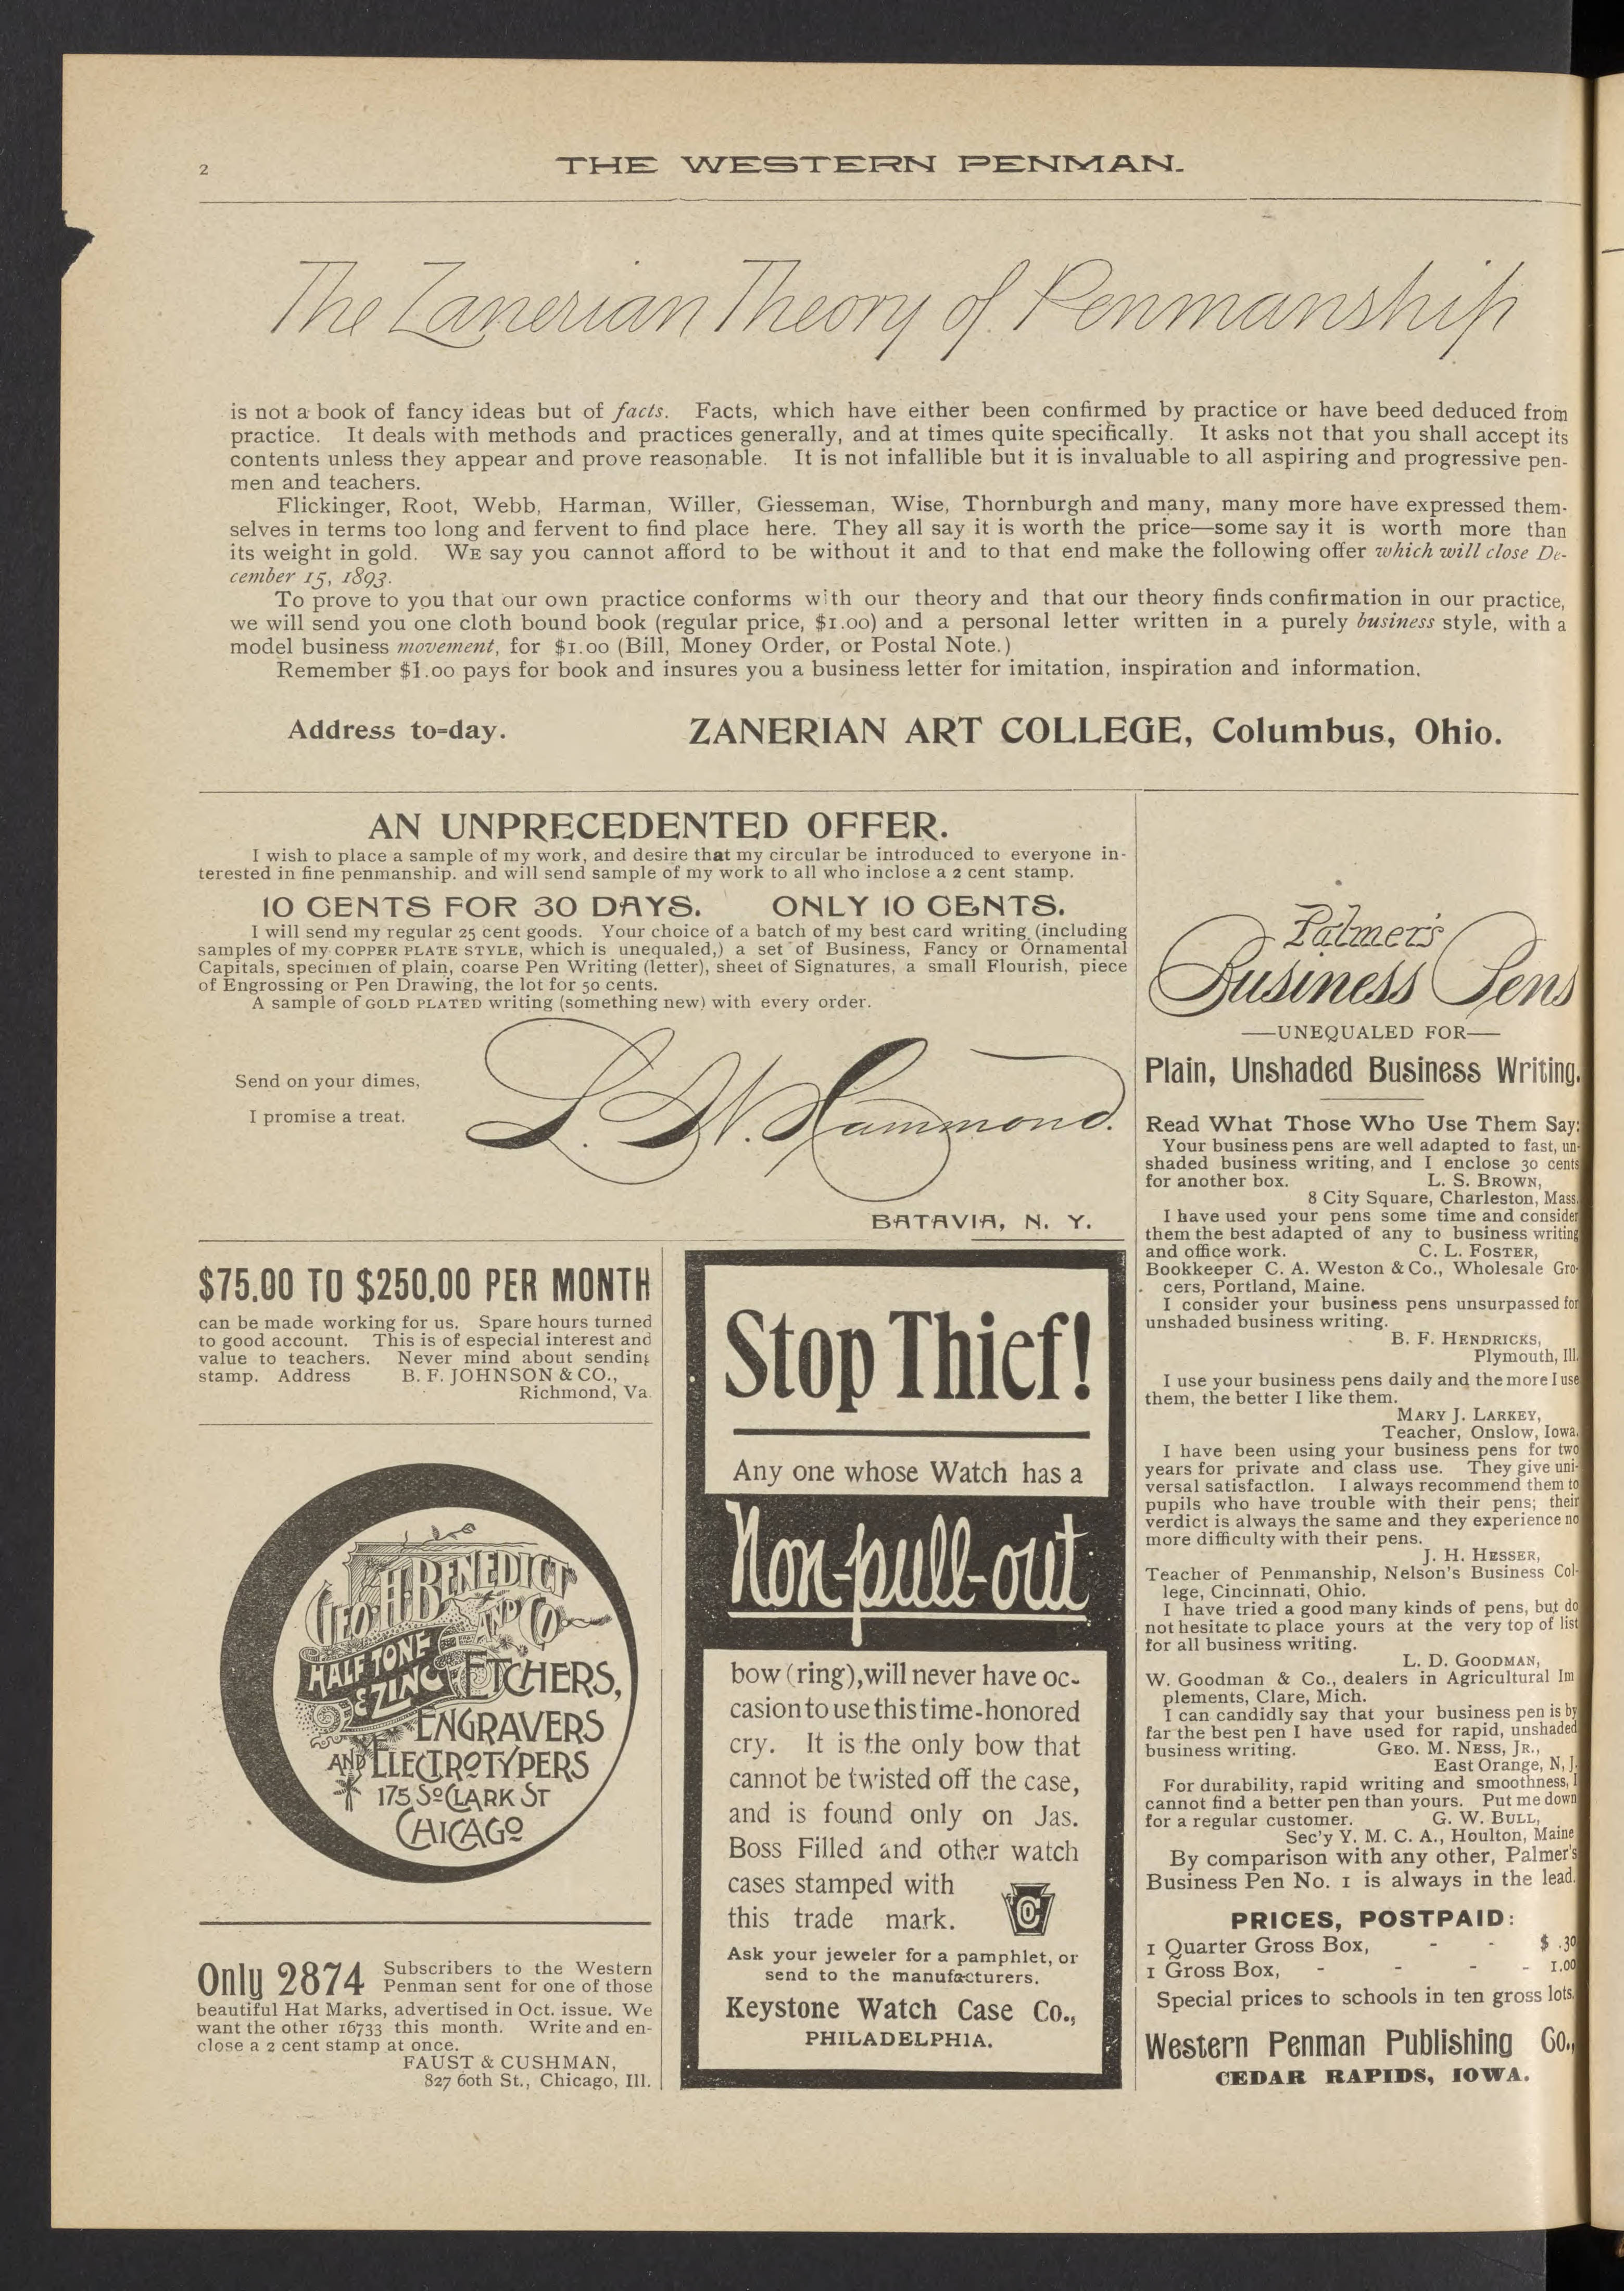 2
THE WESTERN PENMAN.
The Zanerian Theory of Penmanship
is not a book of fancy ideas but of facts. Facts, which have either been confirmed by practice or have beed deduced from
practice. It deals with methods and practices generally, and at times quite specifically. It asks not that you shall accept its
contents unless they appear and prove reasonable. It is not infallible but it is invaluable to all aspiring and progressive pen-
men and teachers.
Flickinger, Root, Webb, Harman, Willer, Giesseman, Wise, Thornburgh and many, many more have expressed them-
selves in terms too long and fervent to find place here. They all say it is worth the price—some say it is worth more than
its weight in gold. WE say you cannot afford to be without it and to that end make the following offer which will close De-
cember 15, 1893.
To prove to you that our own practice conforms with our theory and that our theory finds confirmation in our practice,
we will send you one cloth bound book (regular price, $1.00) and a personal letter written in a purely business style, with a
model business movement, for $1.00 (Bill, Money Order, or Postal Note.)
Remember $1.00 pays for book and insures you a business letter for imitation, inspiration and information.
Address to=day. ZANERIAN ART COLLEGE, Columbus, Ohio.
AN UNPRECEDENTED OFFER.
I wish to place a sample of my work, and desire that my circular be introduced to everyone in-
terested in fine penmanship. and will send sample of my work to all who inclose a 2 cent stamp.
10 CENTS FOR 30 DAYS. ONLY 10 CENTS.
I will send my regular 25 cent goods. Your choice of a batch of my best card writing (including
samples of my COPPER PLATE STYLE, which is unequaled,) a set of Business, Fancy or Ornamental
Capitals, specimen of plain, coarse Pen Writing (letter), sheet of Signatures, a small Flourish, piece
of Engrossing or Pen Drawing, the lot for 50 cents.
A sample of GOLD PLATED writing (something new) with every order.
Send on your dimes,
I promise a treat.
L. W. Hammond.
BATAVIA, N. Y.
$75.00 TO $250.00 PER MONTH
can be made working for us. Spare hours turned
to good account. This is of especial interest and
value to teachers. Never mind about sending
stamp. Address B. F. JOHNSON & CO.,
Richmond, Va.
GEO. H. BENEDICT
AND CO
HALF TONE
& ZINC ETCHERS,
ENGRAVERS
AND ELECTROTYPERS
175 So CLARK ST
CHICAGO
Only 2874 Subscribers to the Western
Penman sent for one of those
beautiful Hat Marks, advertised in Oct. issue. We
want the other 16733 this month. Write and en-
close a 2 cent stamp at once.
FAUST & CUSHMAN,
827 60th St., Chicago, Ill.
Stop Thief!
Any one whose Watch has a
Non-pull-out
bow (ring), will never have oc-
casion to use this time-honored
cry. It is the only bow that
cannot be twisted off the case,
and is found only on Jas.
Boss Filled and other watch
cases stamped with
this trade mark.
Ask your jeweler for a pamphlet, or
send to the manufacturers.
Keystone Watch Case Co.,
PHILADELPHIA.
Palmer's
Business Pens
—UNEQUALED FOR—
Plain, Unshaded Business Writing.
Read What Those Who Use Them Say:
Your business pens are well adapted to fast, un-
shaded business writing, and I enclose 30 cents
for another box. L. S. BROWN,
8 City Square, Charleston, Mass.
I have used your pens some time and consider
them the best adapted of any to business writing
and office work. C. L. FOSTER,
Bookkeeper C. A. Weston & Co., Wholesale Gro-
cers, Portland, Maine.
I consider your business pens unsurpassed for
unshaded business writing.
B. F. HENDRICKS,
Plymouth, Ill.
I use your business pens daily and the more I use
them, the better I like them.
MARY J. LARKEY,
Teacher, Onslow, Iowa.
I have been using your business pens for two
years for private and class use. They give uni-
versal satisfaction. I always recommend them to
pupils who have trouble with their pens; their
verdict is always the same and they experience no
more difficulty with their pens.
J. H. HESSER,
Teacher of Penmanship, Nelson's Business Col-
lege, Cincinnati, Ohio.
I have tried a good many kinds of pens, but do
not hesitate to place yours at the very top of list
for all business writing.
L. D. GOODMAN,
W. Goodman & Co., dealers in Agricultural Im
plements, Clare, Mich.
I can candidly say that your business pen is by
far the best pen I have used for rapid, unshaded
business writing. GEO. M. NESS, JR.,
East Orange, N. J.
For durability, rapid writing and smoothness, I
cannot find a better pen than yours. Put me down
for a regular customer. G. W. BULL,
Sec'y Y. M. C. A., Houlton, Maine
By comparison with any other, Palmer's
Business Pen No. 1 is always in the lead.
PRICES, POSTPAID:
1 Quarter Gross Box, - - $ .30
1 Gross Box, - - - - 1.00
Special prices to schools in ten gross lots.
Western Penman Publishing Co.,
CEDAR RAPIDS, IOWA.